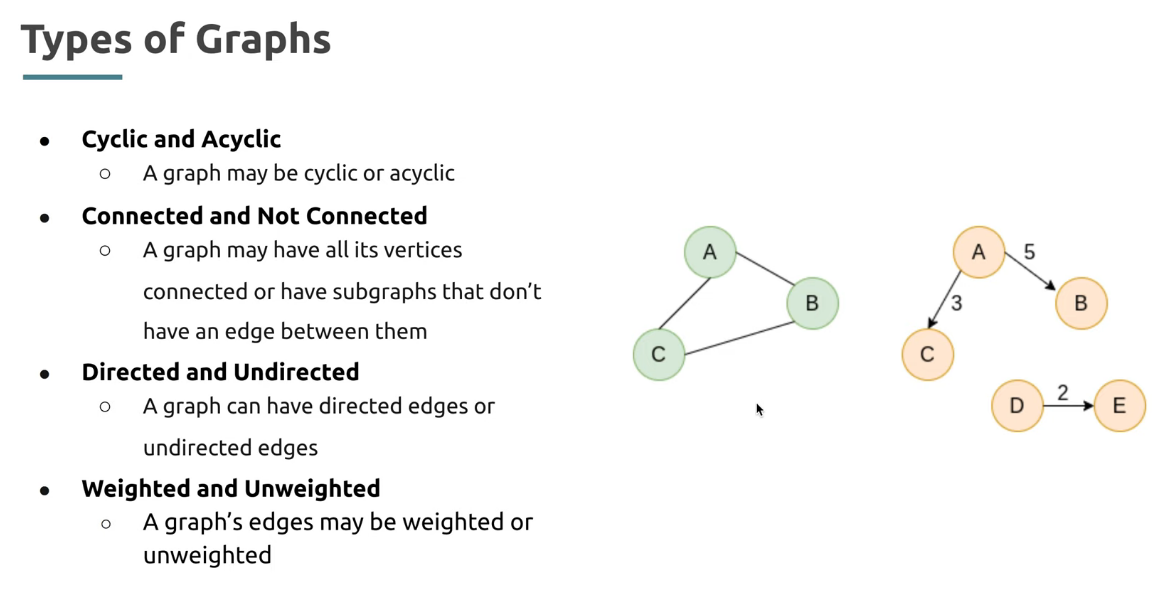 Types of Graphs
● Cyclic and Acyclic
○ A graph may be cyclic or acyclic
● Connected and Not Connected
○ A graph may have all its vertices
connected or have subgraphs that don’t
have an edge between them
● Directed and Undirected
○ A graph can have directed edges or
undirected edges
● Weighted and Unweighted
○ A graph’s edges may be weighted or
unweighted
A
B
C
A
5
B
3
C
D
2
E